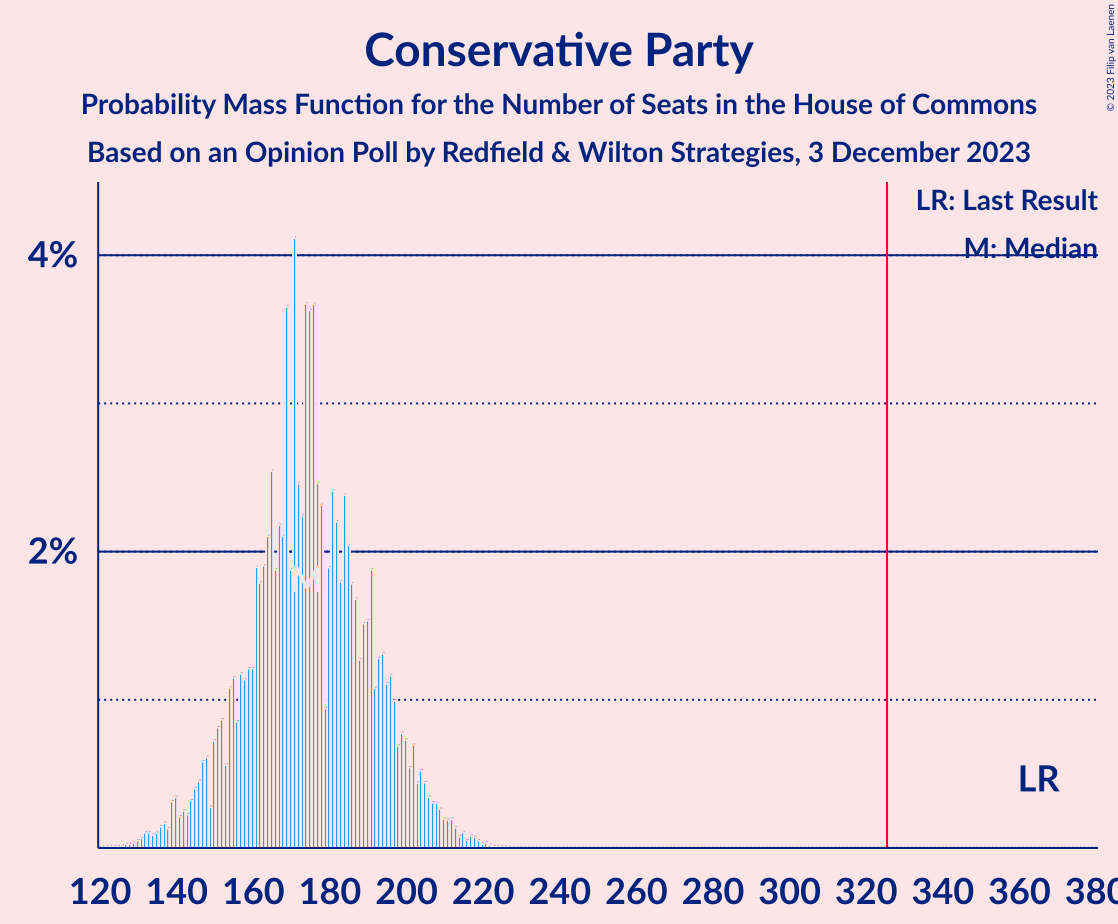 Conservative Party
Probability Mass Function for the Number of Seats in the House of Commons
Based on an Opinion Poll by Redfield & Wilton Strategies, 3 December 2023
© 2023 Filip van Laenen
LR: Last Result
M: Median
4%
2%
LR
120 140 160 180 200 220 240 260 280 300 320 340 360 380